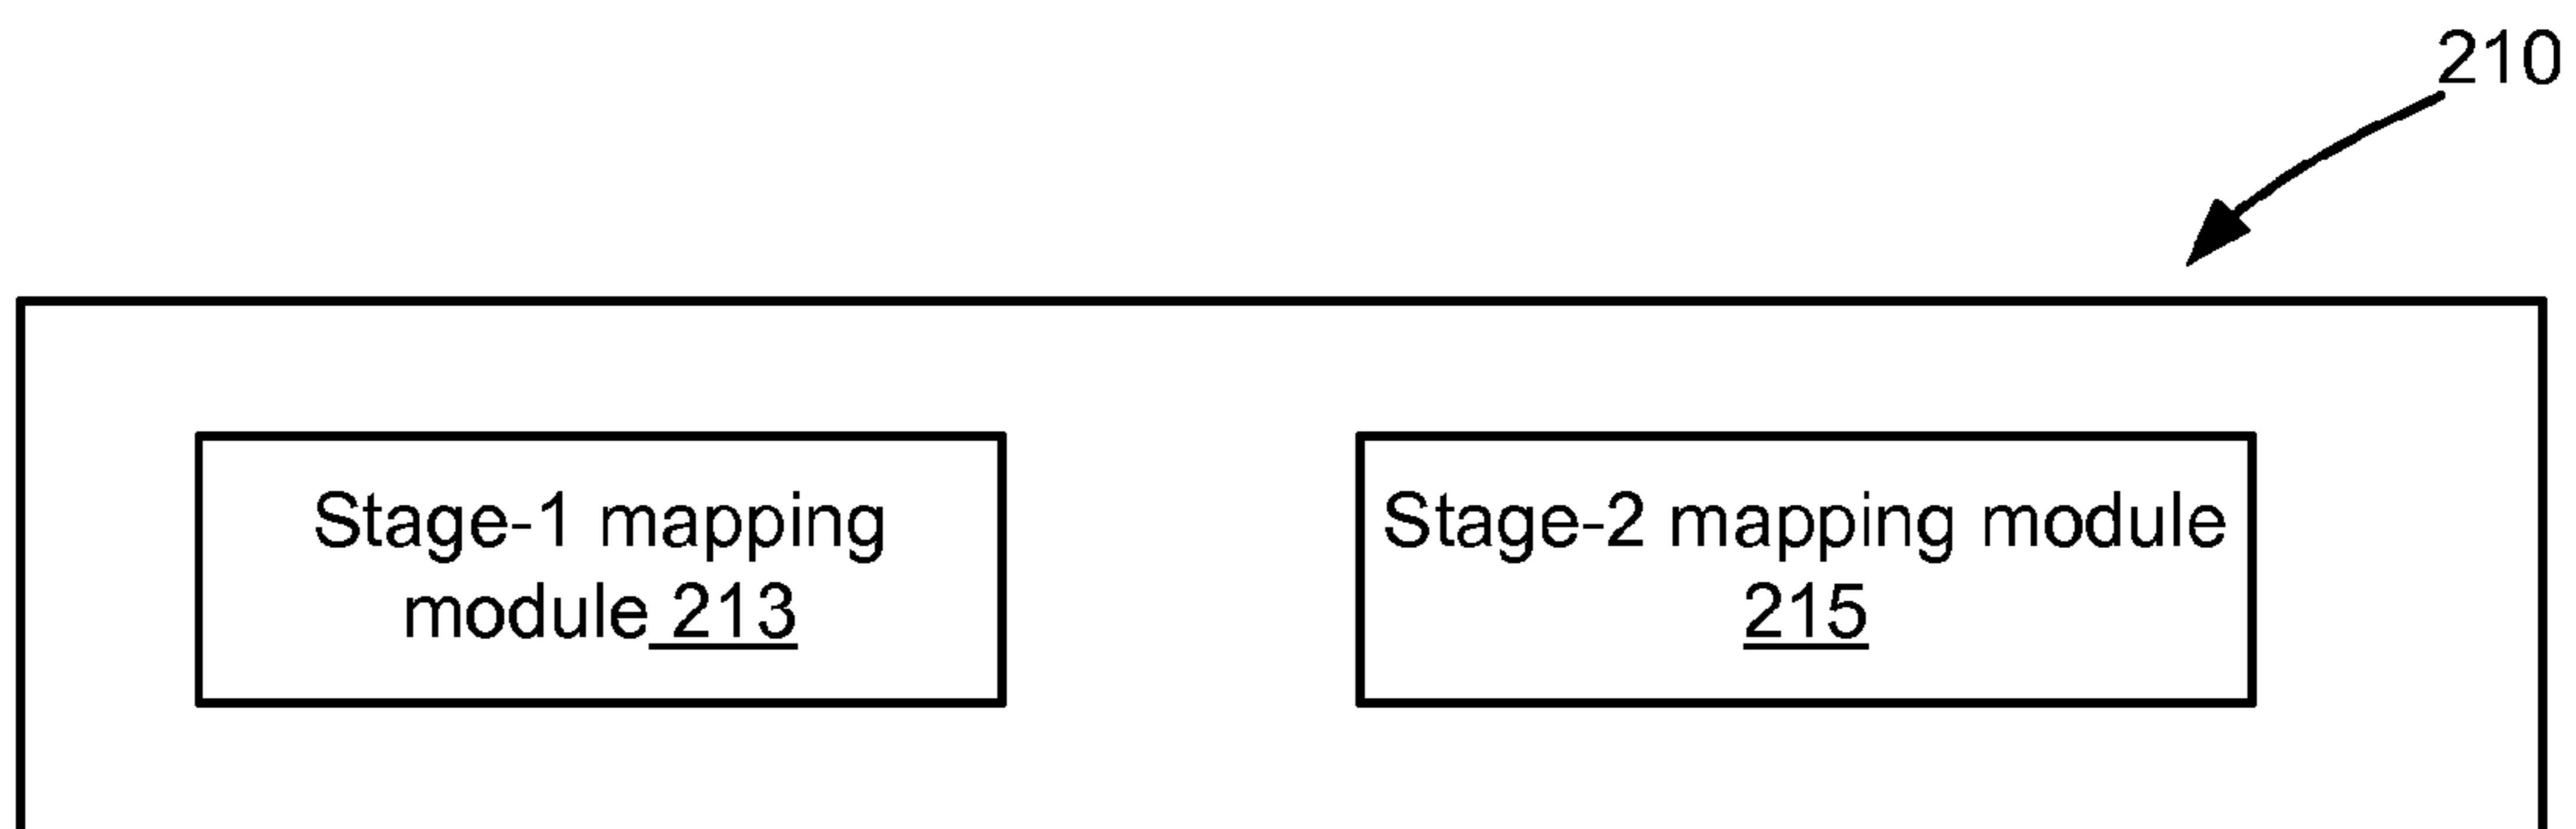 210
Stage-1 mapping
module 213
Stage-2 mapping module
215